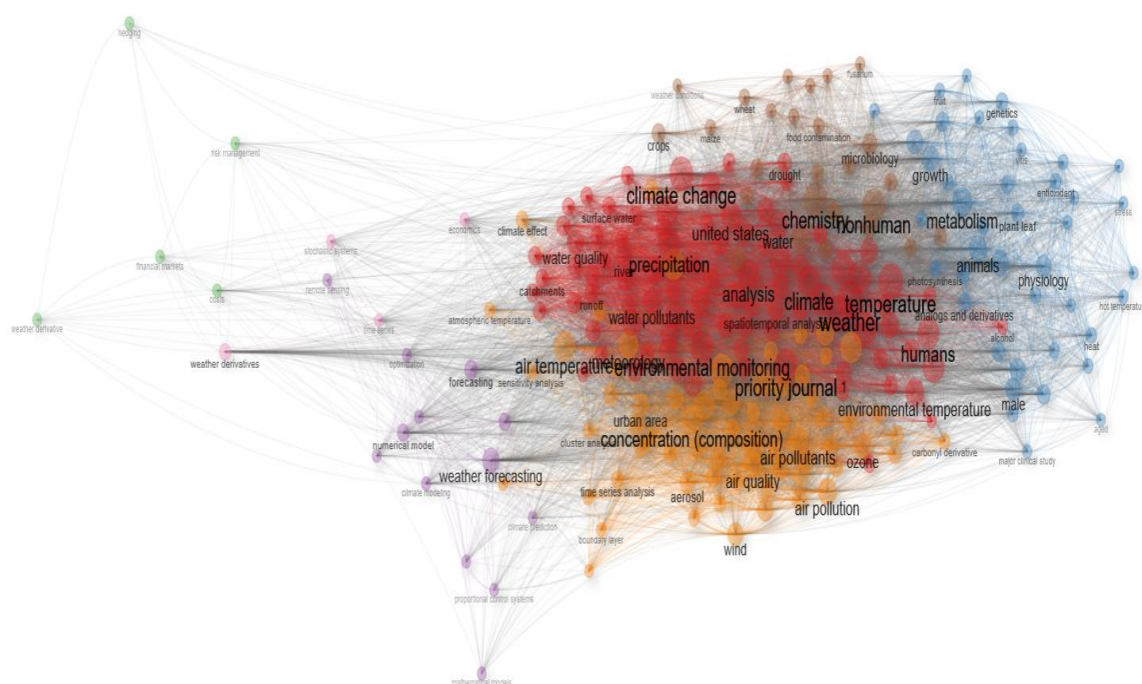 hedging
fusarium
weather conditions
fruit
wheat
genetics
food contamination
maize
crops
risk management
microbiology
vitis
drought
growth
antioxidant
climate change
stress
surface water
economics
chemistry
nonhuman
metabolism
plant leaf
climate effect
united states
water
stochastic systems
financial markets
water quality
river
precipitation
animals
photosynthesis
physiology
remote sensing
costs
catchments
analysis
climate
temperature
hot temperature
runoff
weather derivative
time series
atmospheric temperature
water pollutants
spatiotemporal analysis
weather
analogs and derivatives
alcohol
heat
humans
weather derivatives
optimization
air temperature
meteorology
environmental monitoring
forecasting
sensitivity analysis
priority journal
1
male
environmental temperature
aged
urban area
numerical model
cluster analysis
concentration (composition)
carbonyl derivative
air pollutants
ozone
major clinical study
weather forecasting
air quality
climate modeling
time series analysis
aerosol
air pollution
climate prediction
boundary layer
wind
proportional control systems
mathematical models